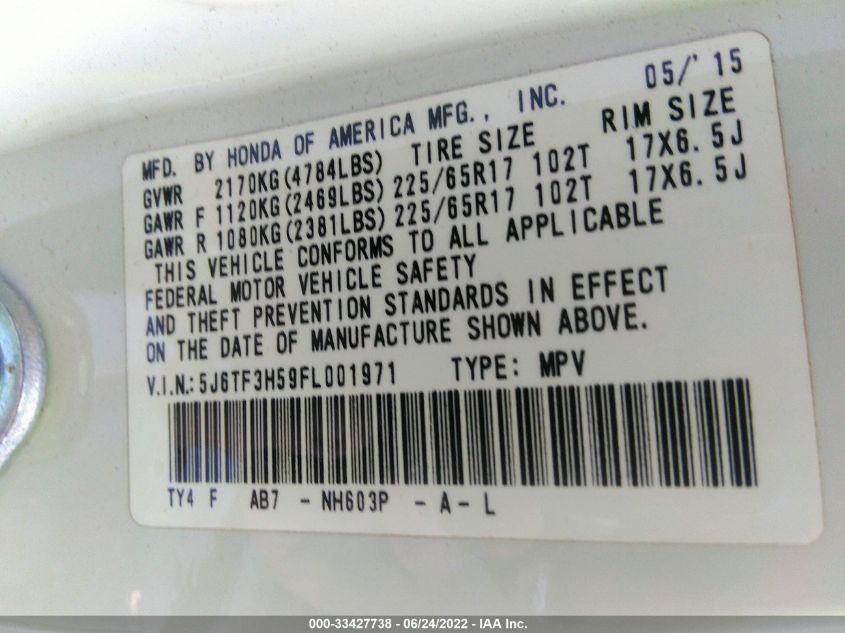 MFD. BY HONDA OF AMERICA MFG., INC. 05/'15
GVWR 2170KG(4784LBS) TIRE SIZE RIM SIZE
GAWR F 1120KG(2469LBS) 225/65R17 102T 17X6.5J
GAWR R 1080KG(2381LBS) 225/65R17 102T 17X6.5J
THIS VEHICLE CONFORMS TO ALL APPLICABLE
FEDERAL MOTOR VEHICLE SAFETY
AND THEFT PREVENTION STANDARDS IN EFFECT
ON THE DATE OF MANUFACTURE SHOWN ABOVE.
V.I.N.:5J6TF3H59FL001971 TYPE: MPV
TY4 F AB7 - NH603P - A - L
000-33427738 - 06/24/2022 - IAA Inc.